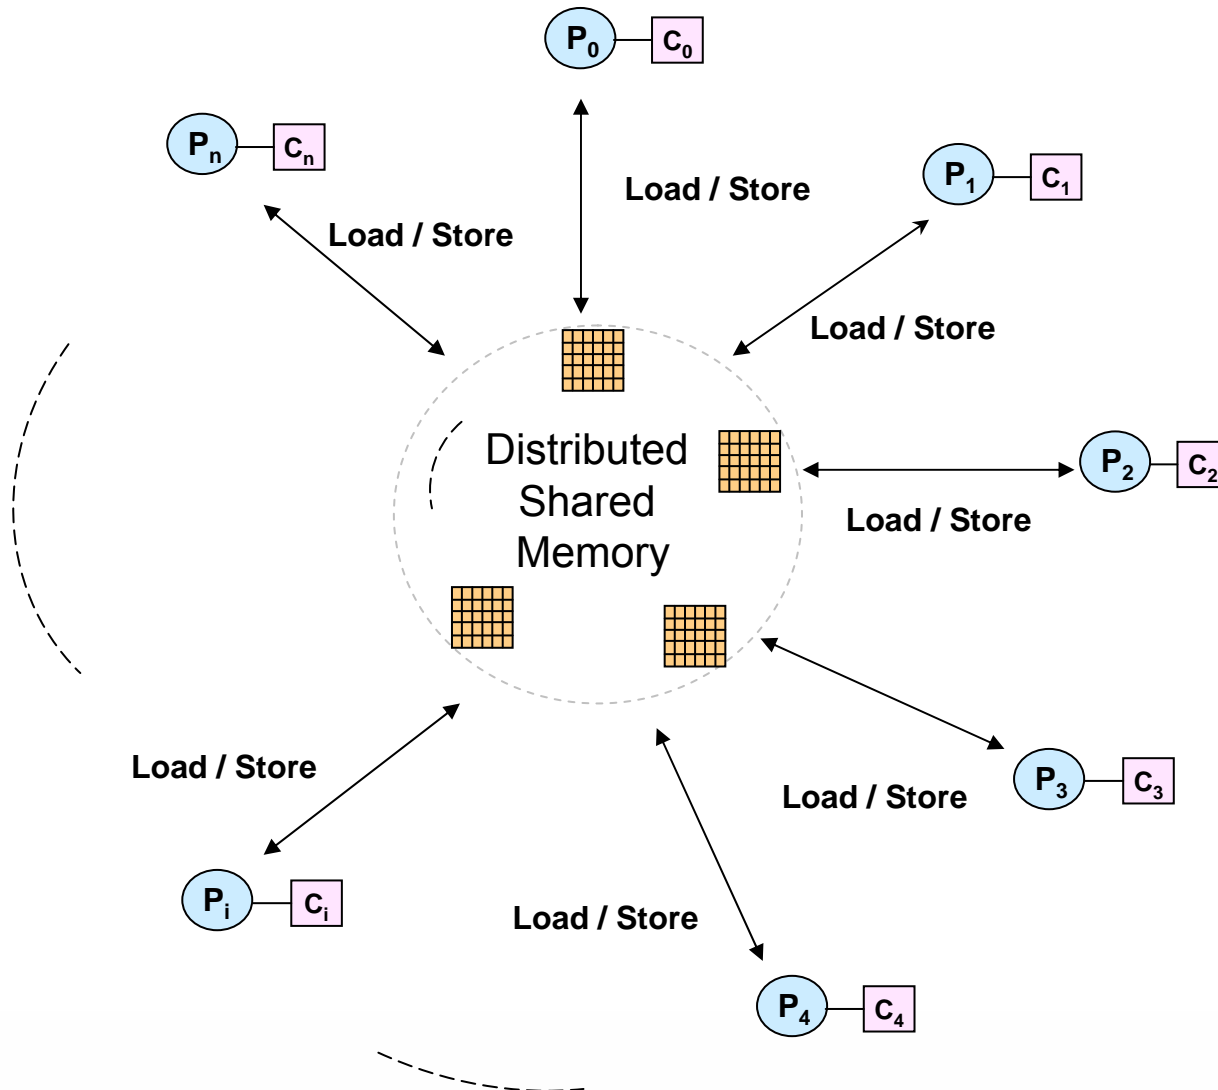 P0
C0
Pn
Cn
P1
C1
Load / Store
Load / Store
Load / Store
Distributed
Shared
Memory
P2
C2
Load / Store
Load / Store
P3
C3
Load / Store
Pi
Ci
Load / Store
P4
C4